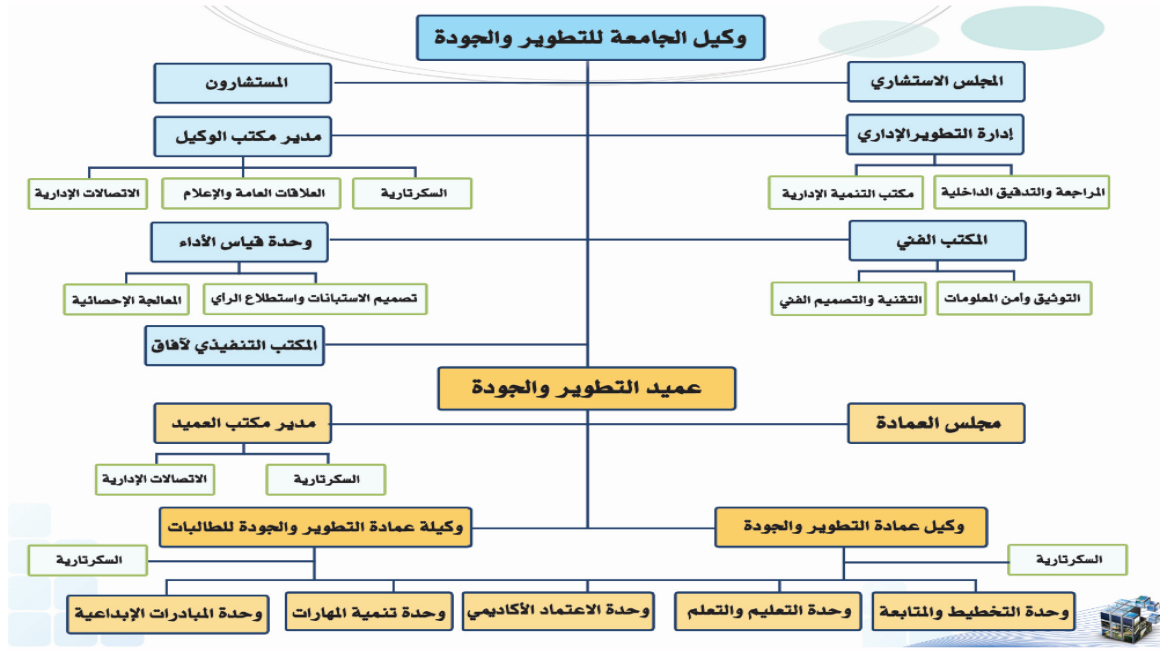 وكيل الجامعة للتطوير والجودة
المجلس الاستشاري
المستشارون
إدارة التطويرالإداري
مدير مكتب الوكيل
المراجعة والتدقيق الداخلية
مكتب التنمية الإدارية
السكرتارية
العلاقات العامة والإعلام
الاتصالات الإدارية
المكتب الفني
وحدة قياس الأداء
التوثيق وأمن المعلومات
التقنية والتصميم الفني
تصميم الاستبانات واستطلاع الرأي
المعالجة الإحصائية
المكتب التنفيذي لآفاق
عميد التطوير والجودة
مجلس العمادة
مدير مكتب العميد
السكرتارية
الاتصالات الإدارية
وكيل عمادة التطوير والجودة
وكيلة عمادة التطوير والجودة للطالبات
السكرتارية
السكرتارية
وحدة التخطيط والمتابعة
وحدة التعليم والتعلم
وحدة الاعتماد الأكاديمي
وحدة تنمية المهارات
وحدة المبادرات الإبداعية